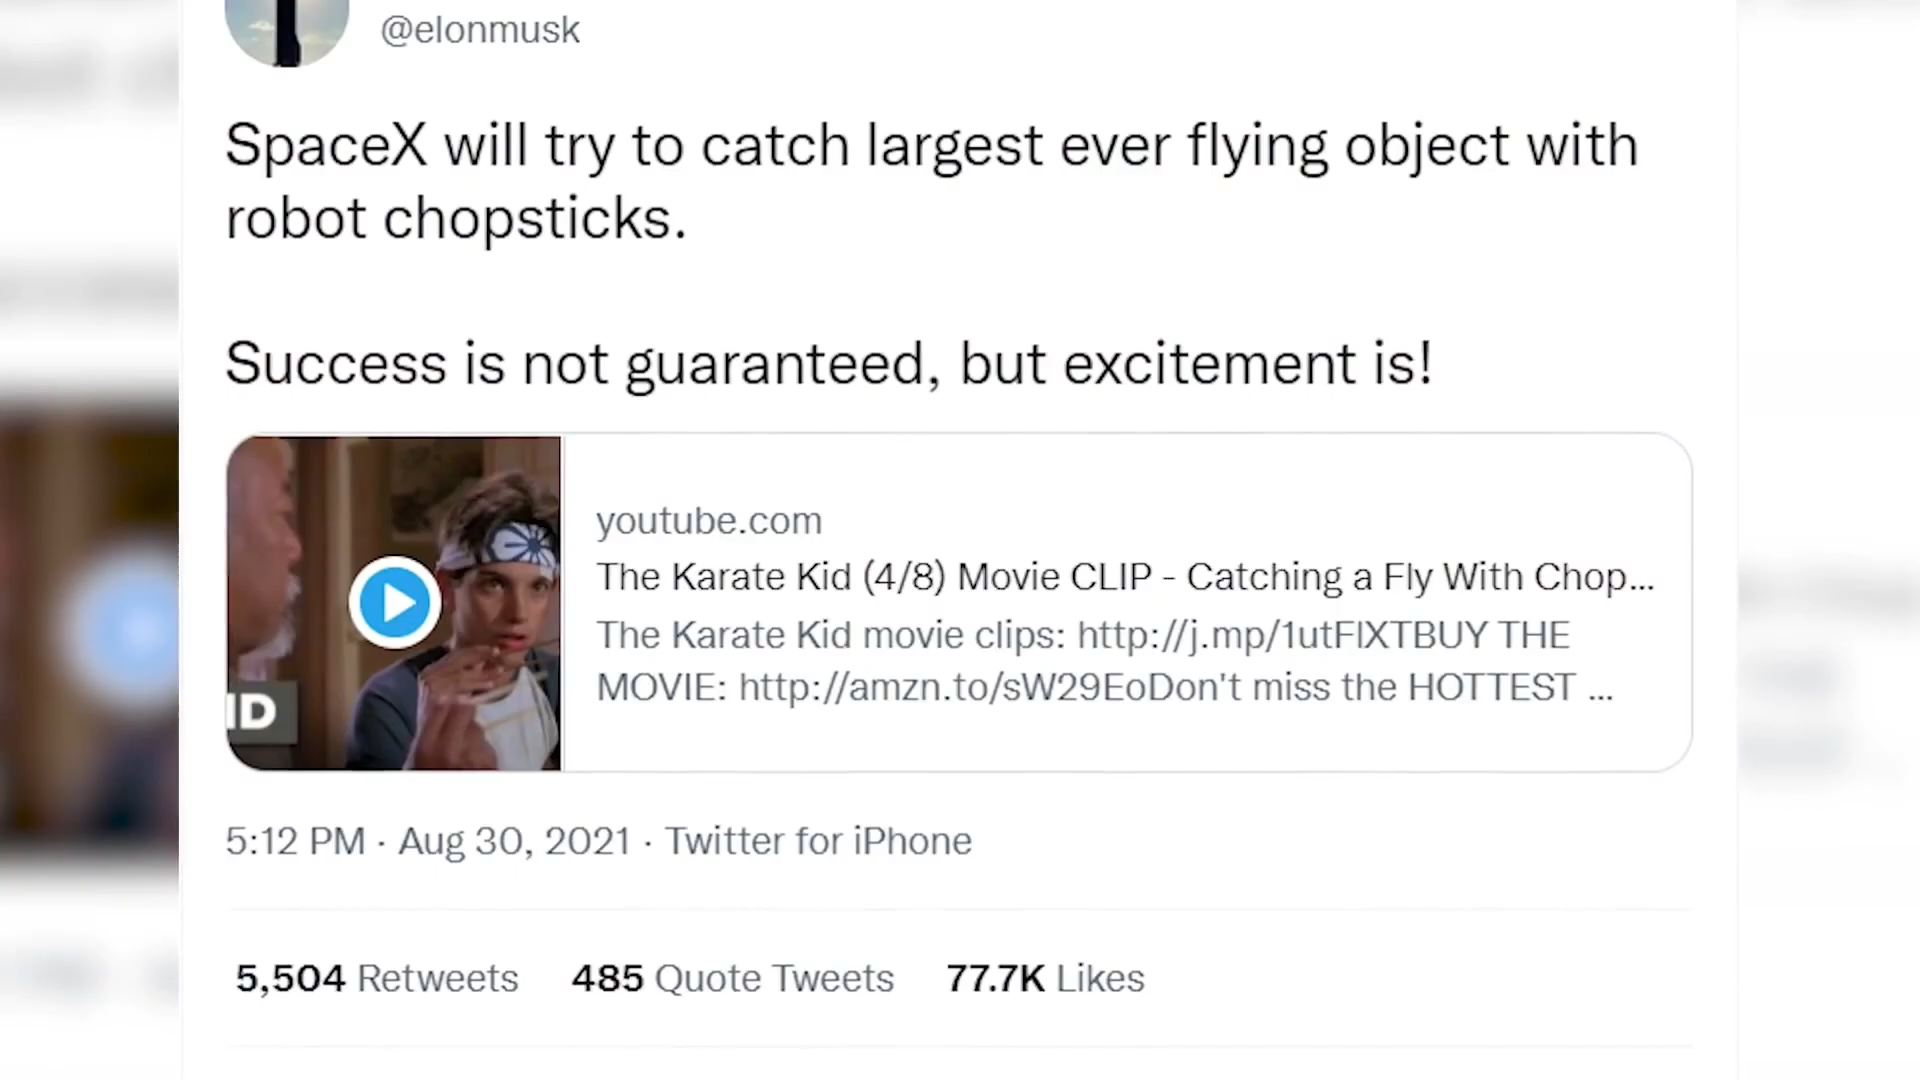 @elonmusk
SpaceX will try to catch largest ever flying object with
robot chopsticks.
Success is not guaranteed, but excitement is!
youtube.com
The Karate Kid (4/8) Movie CLIP - Catching a Fly With Chop...
The Karate Kid movie clips: http://j.mp/1utFIXTBUY THE
MOVIE: http://amzn.to/sW29EoDon't miss the HOTTEST ...
ID
5:12 PM · Aug 30, 2021 · Twitter for iPhone
5,504 Retweets 485 Quote Tweets 77.7K Likes